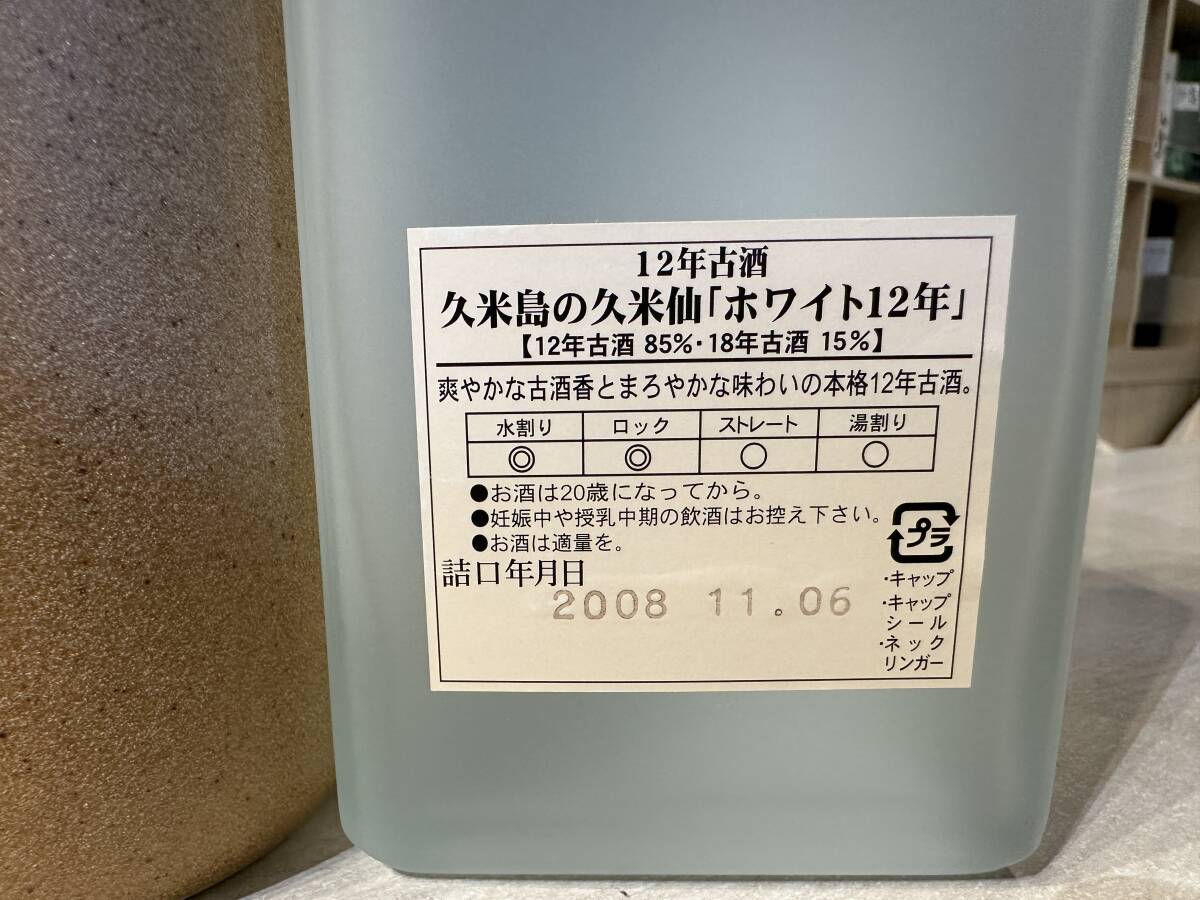 12年古酒
久米島の久米仙「ホワイト12年」
【12年古酒 85%・18年古酒 15%】
爽やかな古酒香とまろやかな味わいの本格12年古酒。
水割り ロック ストレート 湯割り
◎ ◎ ○ ○
●お酒は20歳になってから。
●妊娠中や授乳中期の飲酒はお控え下さい。
●お酒は適量を。
プラ
詰口年月日
2008 11.06
・キャップ
・キャップ
シール
・ネック
リンガー